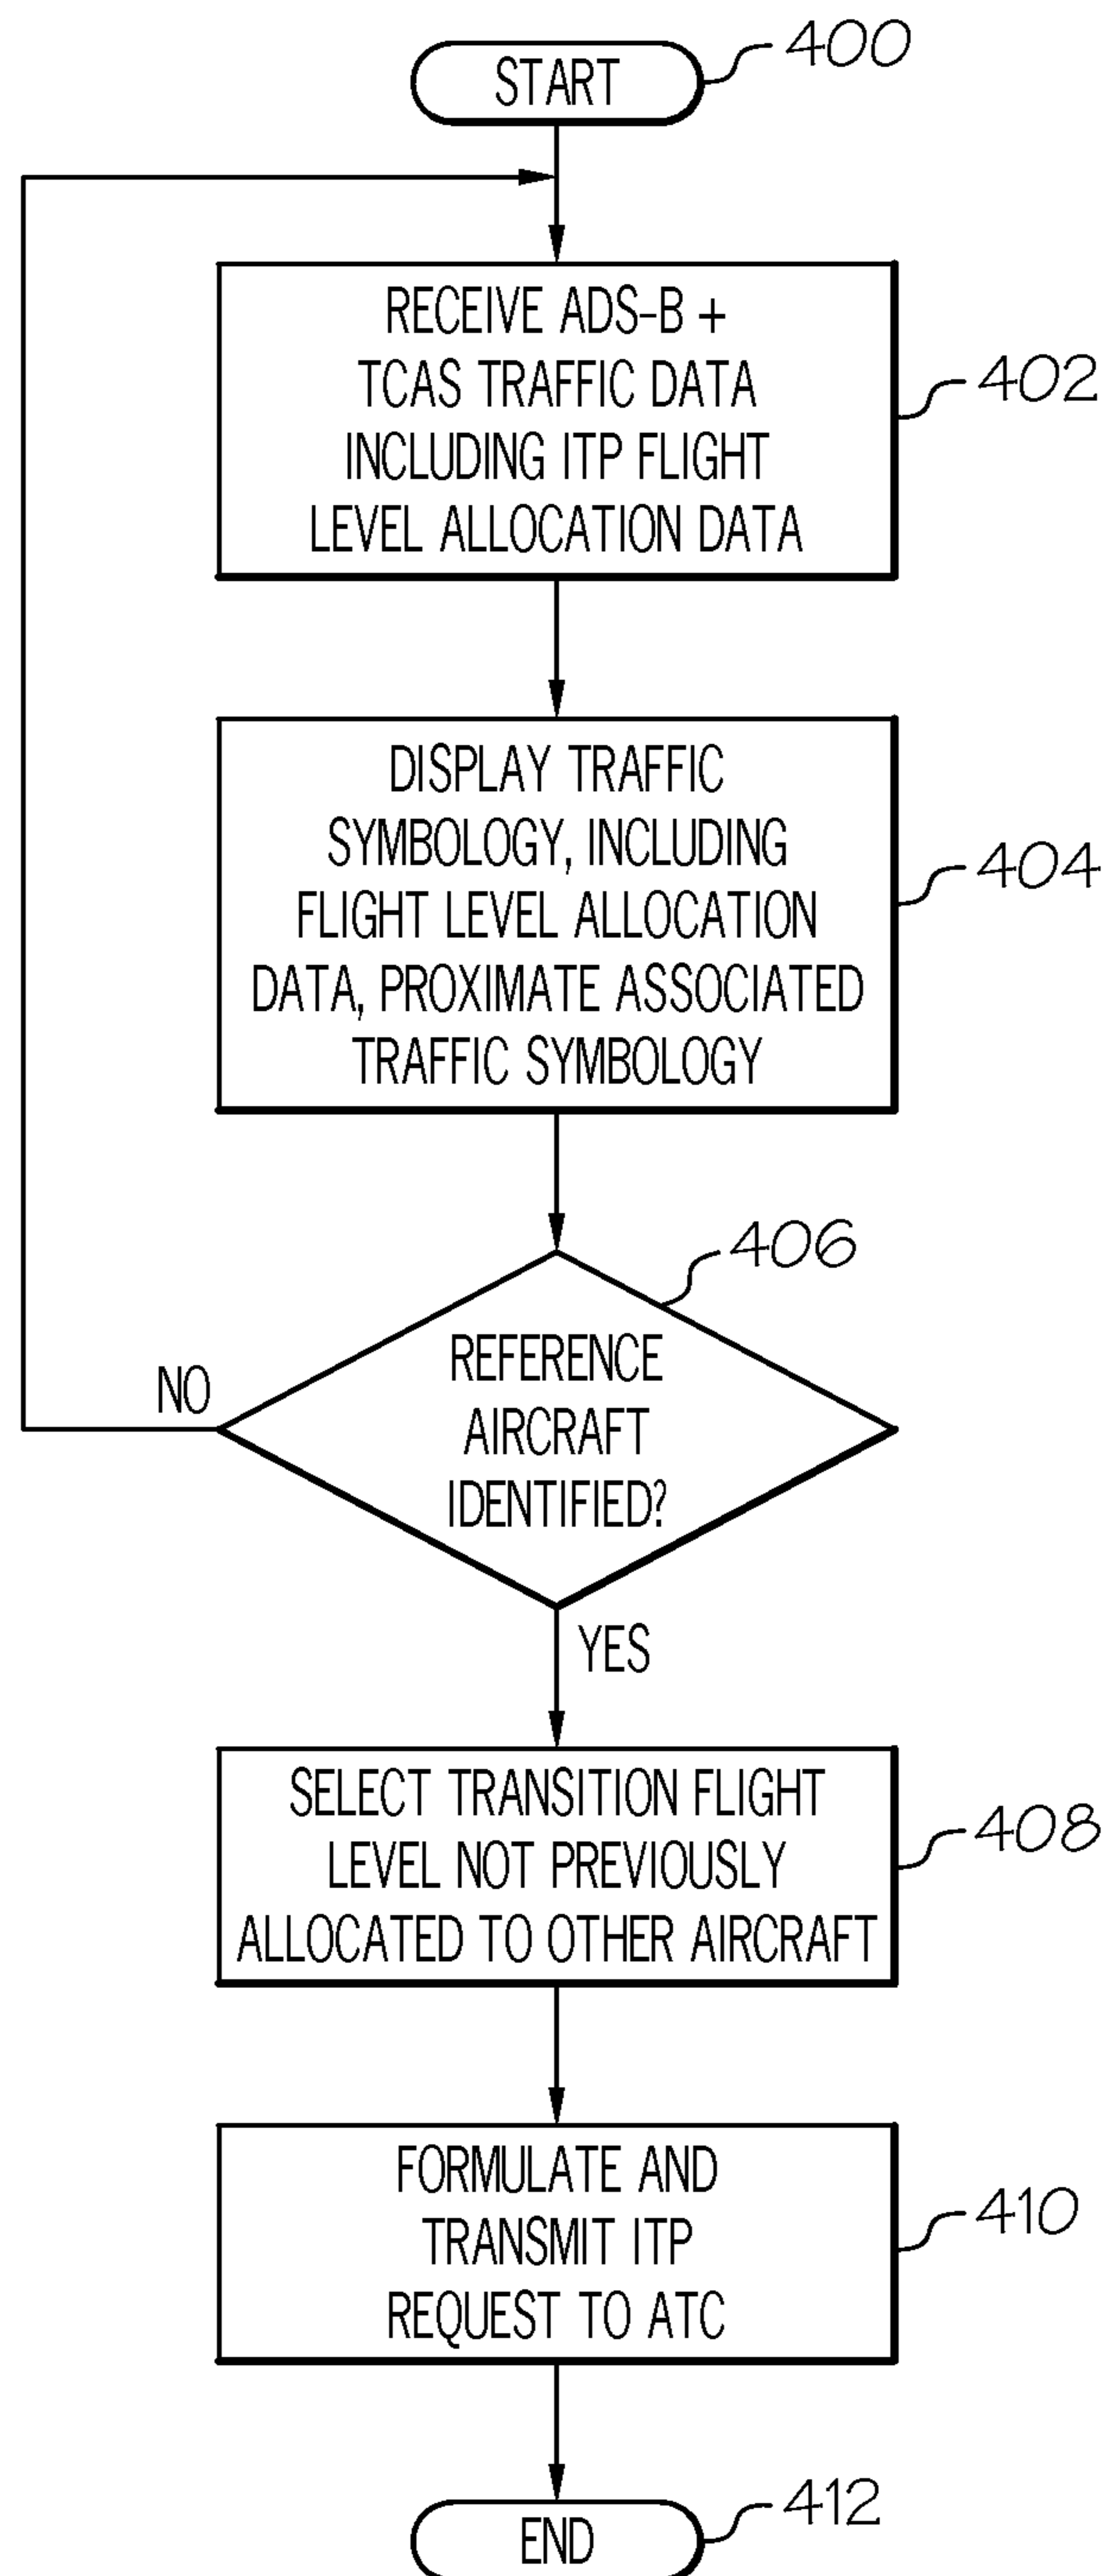 START
400
RECEIVE ADS-B +
TCAS TRAFFIC DATA
INCLUDING ITP FLIGHT
LEVEL ALLOCATION DATA
402
DISPLAY TRAFFIC
SYMBOLOGY, INCLUDING
FLIGHT LEVEL ALLOCATION
DATA, PROXIMATE ASSOCIATED
TRAFFIC SYMBOLOGY
404
406
REFERENCE
AIRCRAFT
IDENTIFIED?
NO
YES
SELECT TRANSITION FLIGHT
LEVEL NOT PREVIOUSLY
ALLOCATED TO OTHER AIRCRAFT
408
FORMULATE AND
TRANSMIT ITP
REQUEST TO ATC
410
END
412